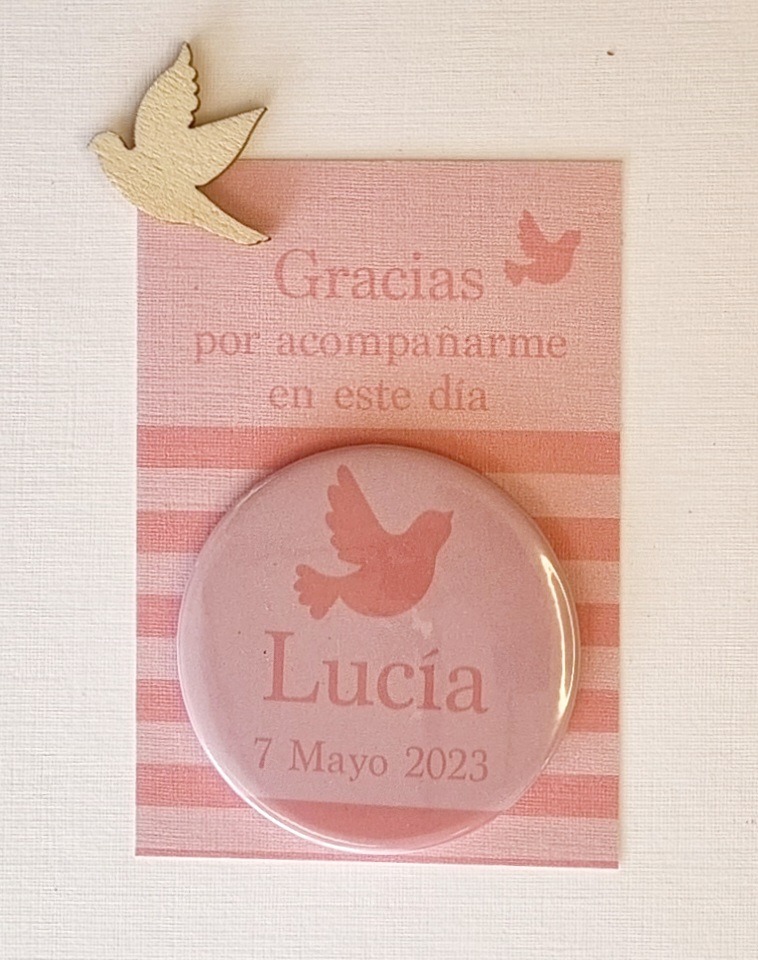 Gracias
por acompañarme
en este día
Lucía
7 Mayo 2023